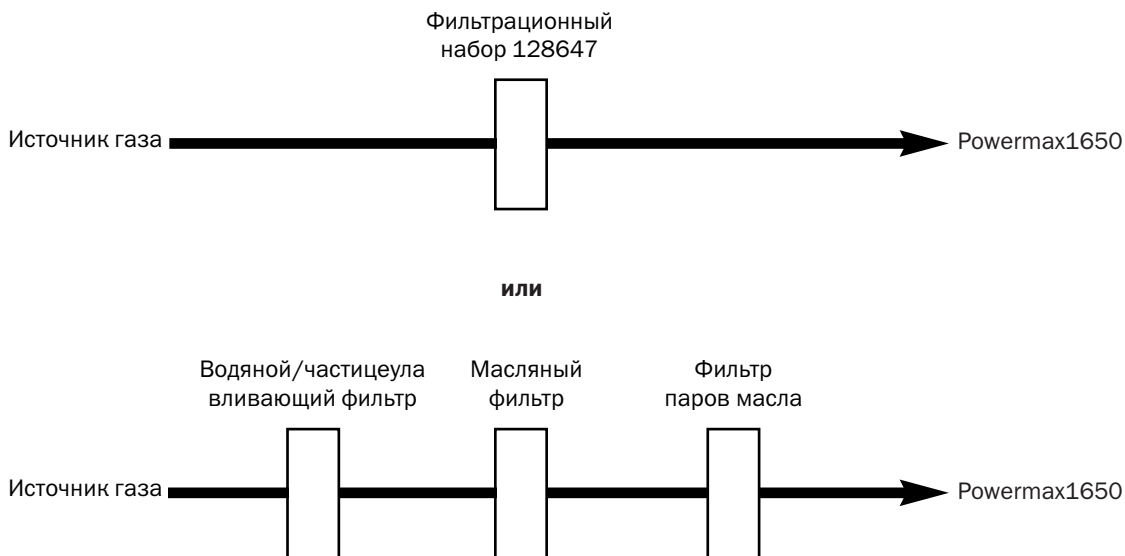 Фильтрационный
набор 128647
Источник газа
Powermax1650
или
Водяной/частицеула
вливающий фильтр
Масляный
фильтр
Фильтр
паров масла
Источник газа
Powermax1650